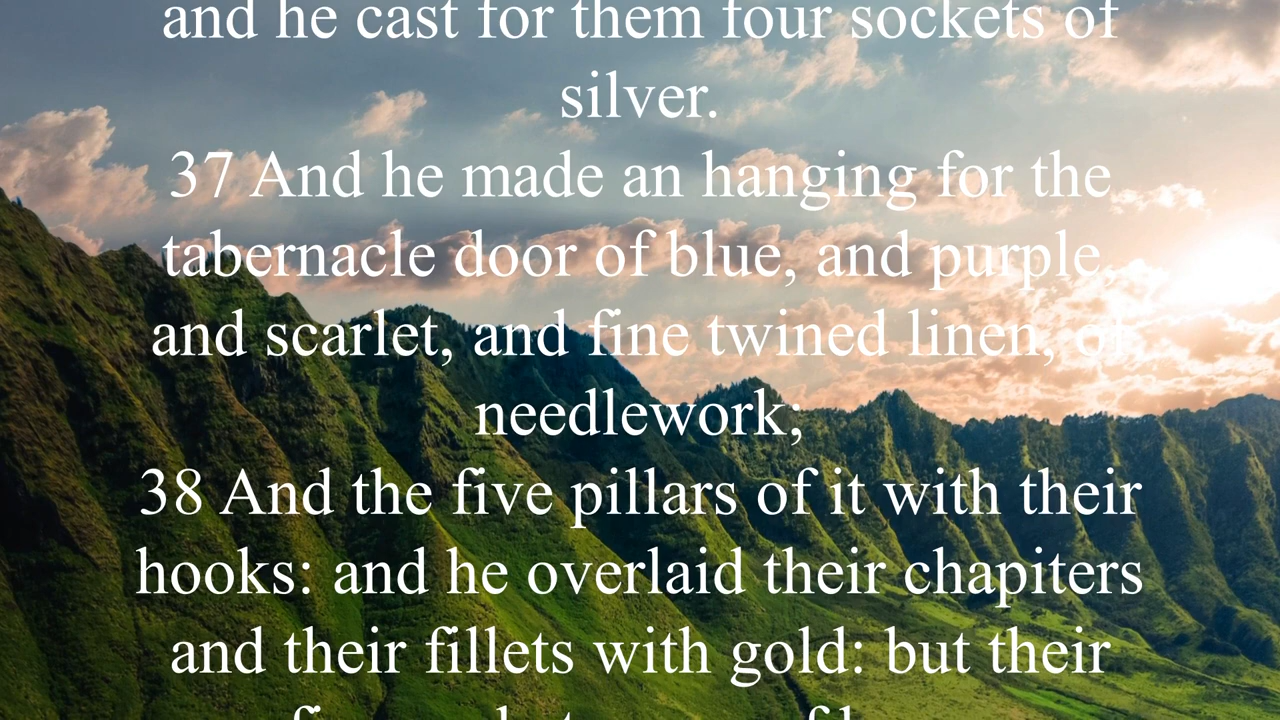 and he cast for them four sockets of
silver.
37 And he made an hanging for the
tabernacle door of blue, and purple,
and scarlet, and fine twined linen, of
needlework;
38 And the five pillars of it with their
hooks: and he overlaid their chapiters
and their fillets with gold: but their